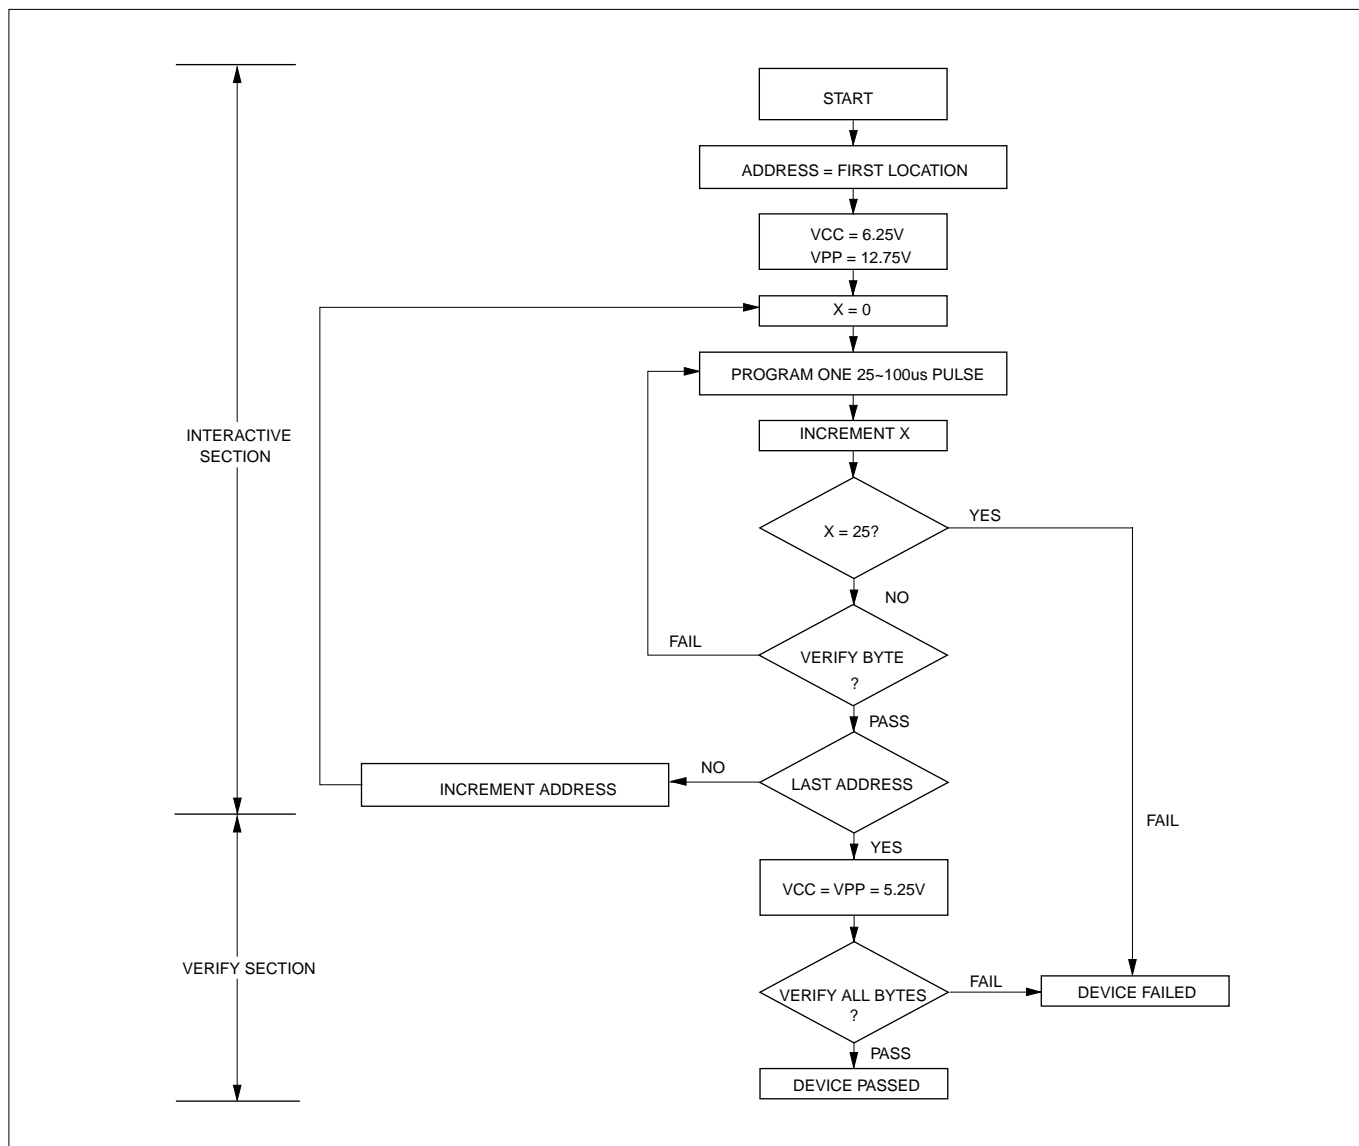 START
ADDRESS = FIRST LOCATION
VCC = 6.25V
VPP = 12.75V
X = 0
PROGRAM ONE 25~100us PULSE
INTERACTIVE
SECTION
INCREMENT X
X = 25?
YES
NO
FAIL
VERIFY BYTE
?
PASS
NO
LAST ADDRESS
INCREMENT ADDRESS
FAIL
YES
VCC = VPP = 5.25V
VERIFY SECTION
VERIFY ALL BYTES
?
FAIL
DEVICE FAILED
PASS
DEVICE PASSED